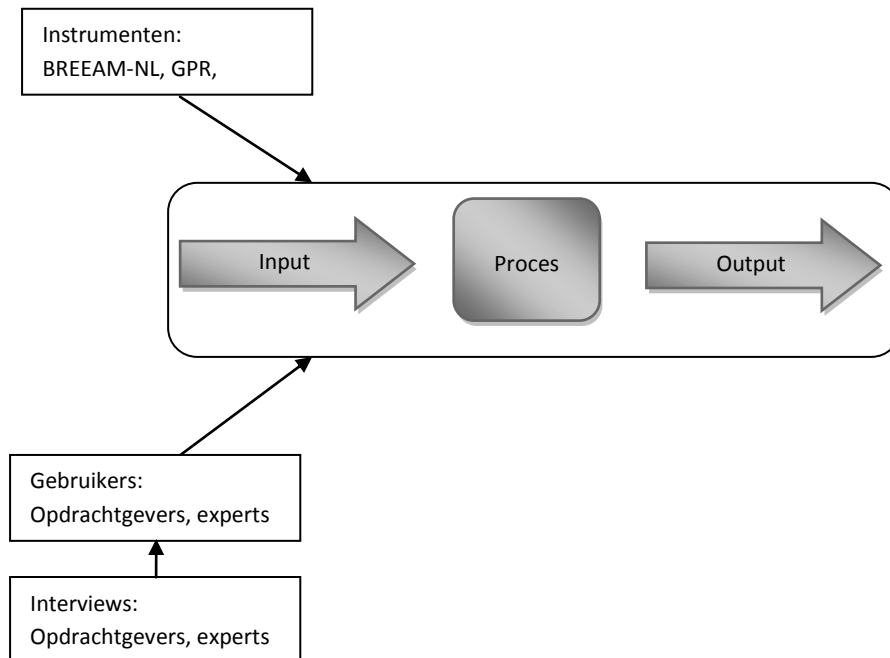 Instrumenten:
BREEAM-NL, GPR,
Input
Proces
Output
Gebruikers:
Opdrachtgevers, experts
Interviews:
Opdrachtgevers, experts